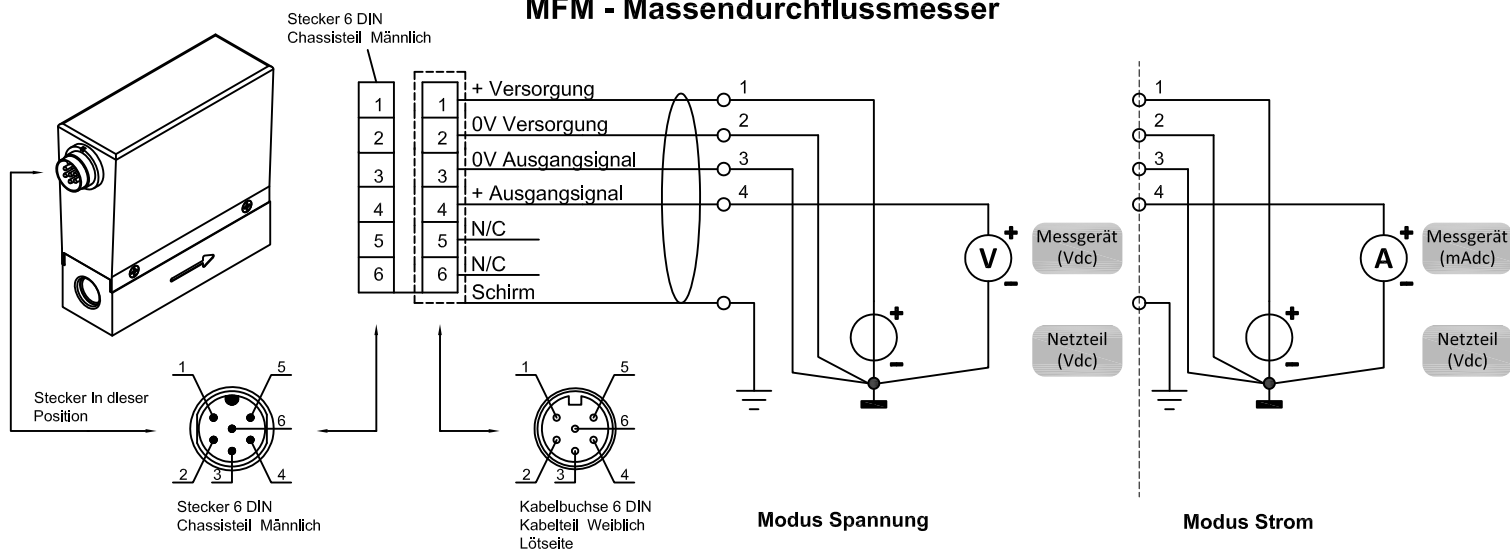 MFM - Massendurchflussmesser
Stecker 6 DIN
Chassisteil Männlich
1
2
3
4
5
6
1
2
3
4
5
6
+ Versorgung
0V Versorgung
0V Ausgangsignal
+ Ausgangsignal
N/C
N/C
Schirm
1
2
3
4
V
+
-
Messgerät
(Vdc)
+
-
Netzteil
(Vdc)
1
2
3
4
A
+
-
Messgerät
(mAdc)
+
-
Netzteil
(Vdc)
Stecker In dieser
Position
1
5
6
2
3
4
Stecker 6 DIN
Chassisteil Männlich
1
5
6
2
3
4
Kabelbuchse 6 DIN
Kabelteil Weiblich
Lötseite
Modus Spannung
Modus Strom